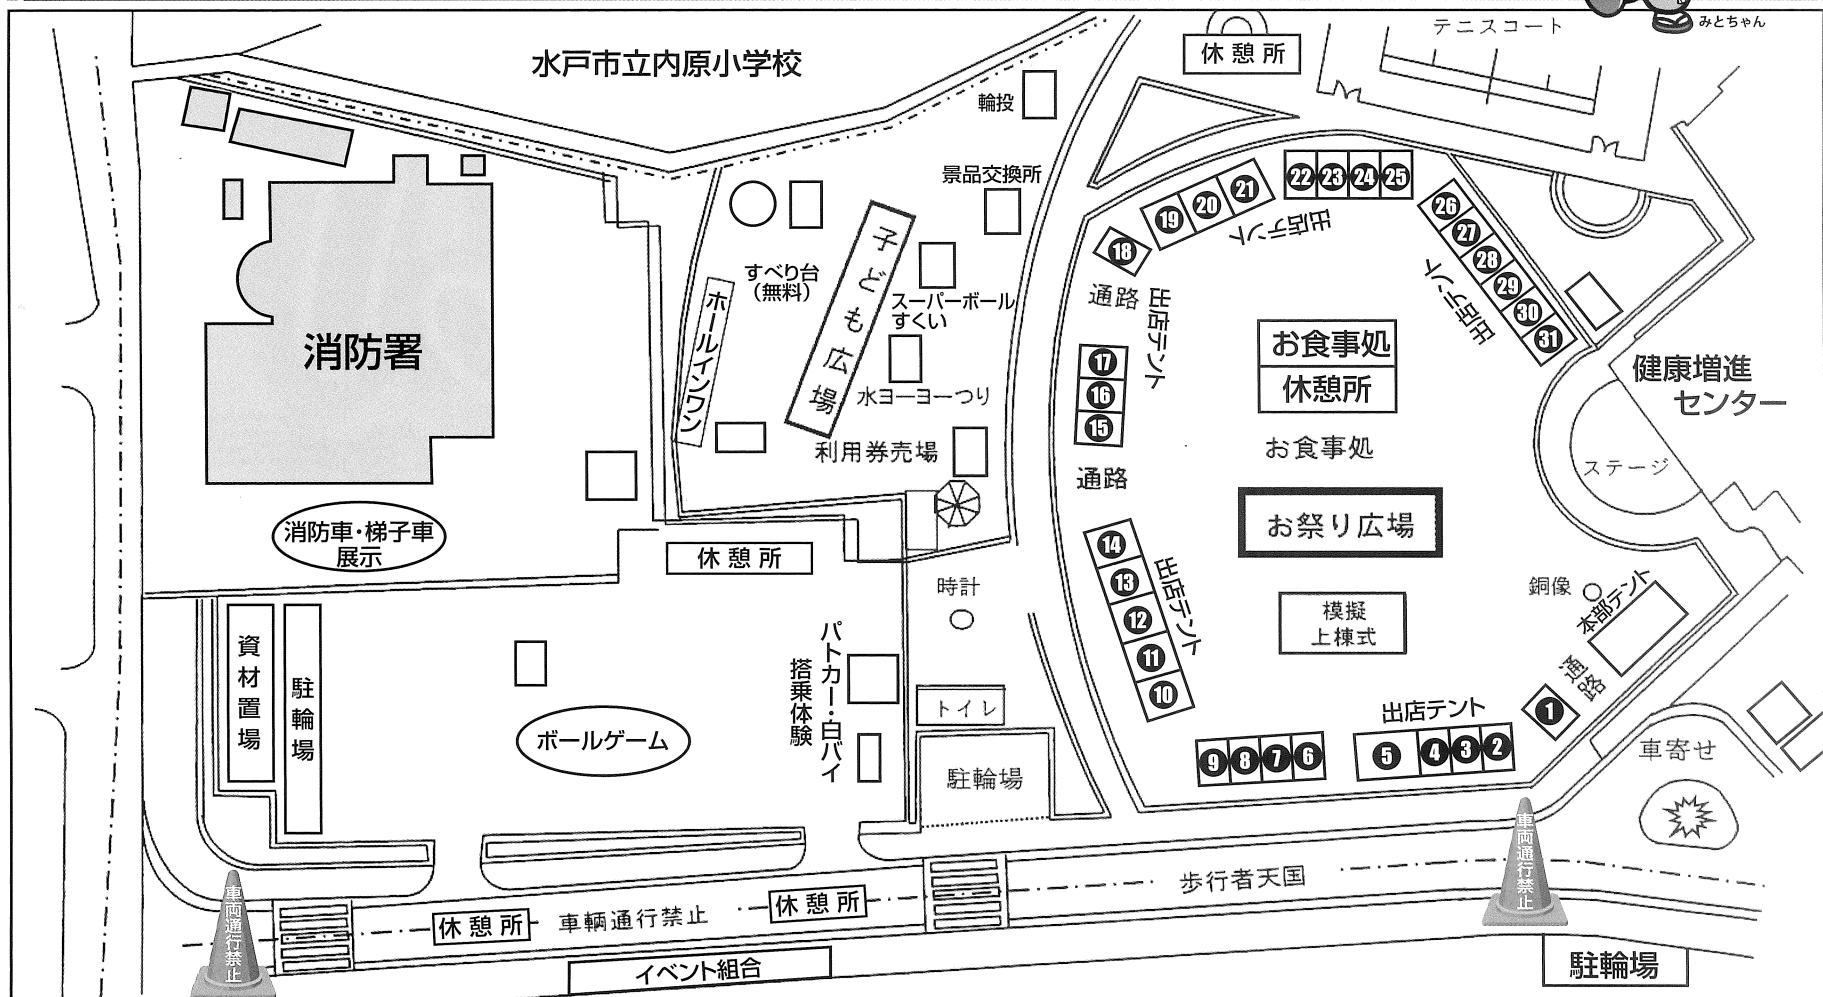 みとちゃん
テニスコート
休憩所
水戸市立内原小学校
輪投
景品交換所
すべり台
（無料）
子ども広場
スーパーボール
すくい
水ヨーヨーつり
利用券売場
ホールインワン
消防署
消防車・梯子車
展示
休憩所
時計
トイレ
駐輪場
資材置場
駐輪場
ボールゲーム
パトカー・白バイ
搭乗体験
22 23 24 25
19 20 21
出店テント
出店テント
18
通路
出店テント
17
16
15
通路
14
13
12
11
10
出店テント
26
27
28
29
30
31
出店テント
お食事処
休憩所
お食事処
お祭り広場
模擬
上棟式
健康増進
センター
ステージ
銅像
本部テント
通路
1
出店テント
9 8 7 6
5 4 3 2
車寄せ
歩行者天国
車両通行禁止
車両通行禁止
休憩所
車輌通行禁止
休憩所
イベント組合
駐輪場